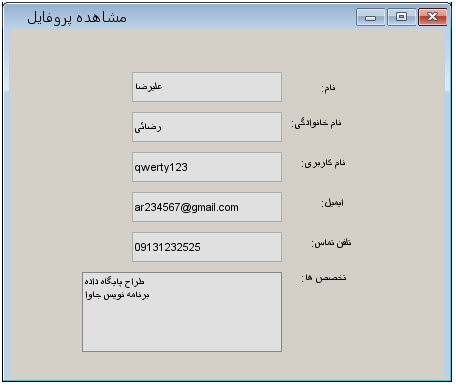 مشاهده پروفایل
نام: علیرضا
نام خانوادگی: رضائی
نام کاربری: qwerty123
ایمیل: ar234567@gmail.com
تلفن تماس: 09131232525
تخصص ها: طراح پایگاه داده
برنامه نویس جاوا